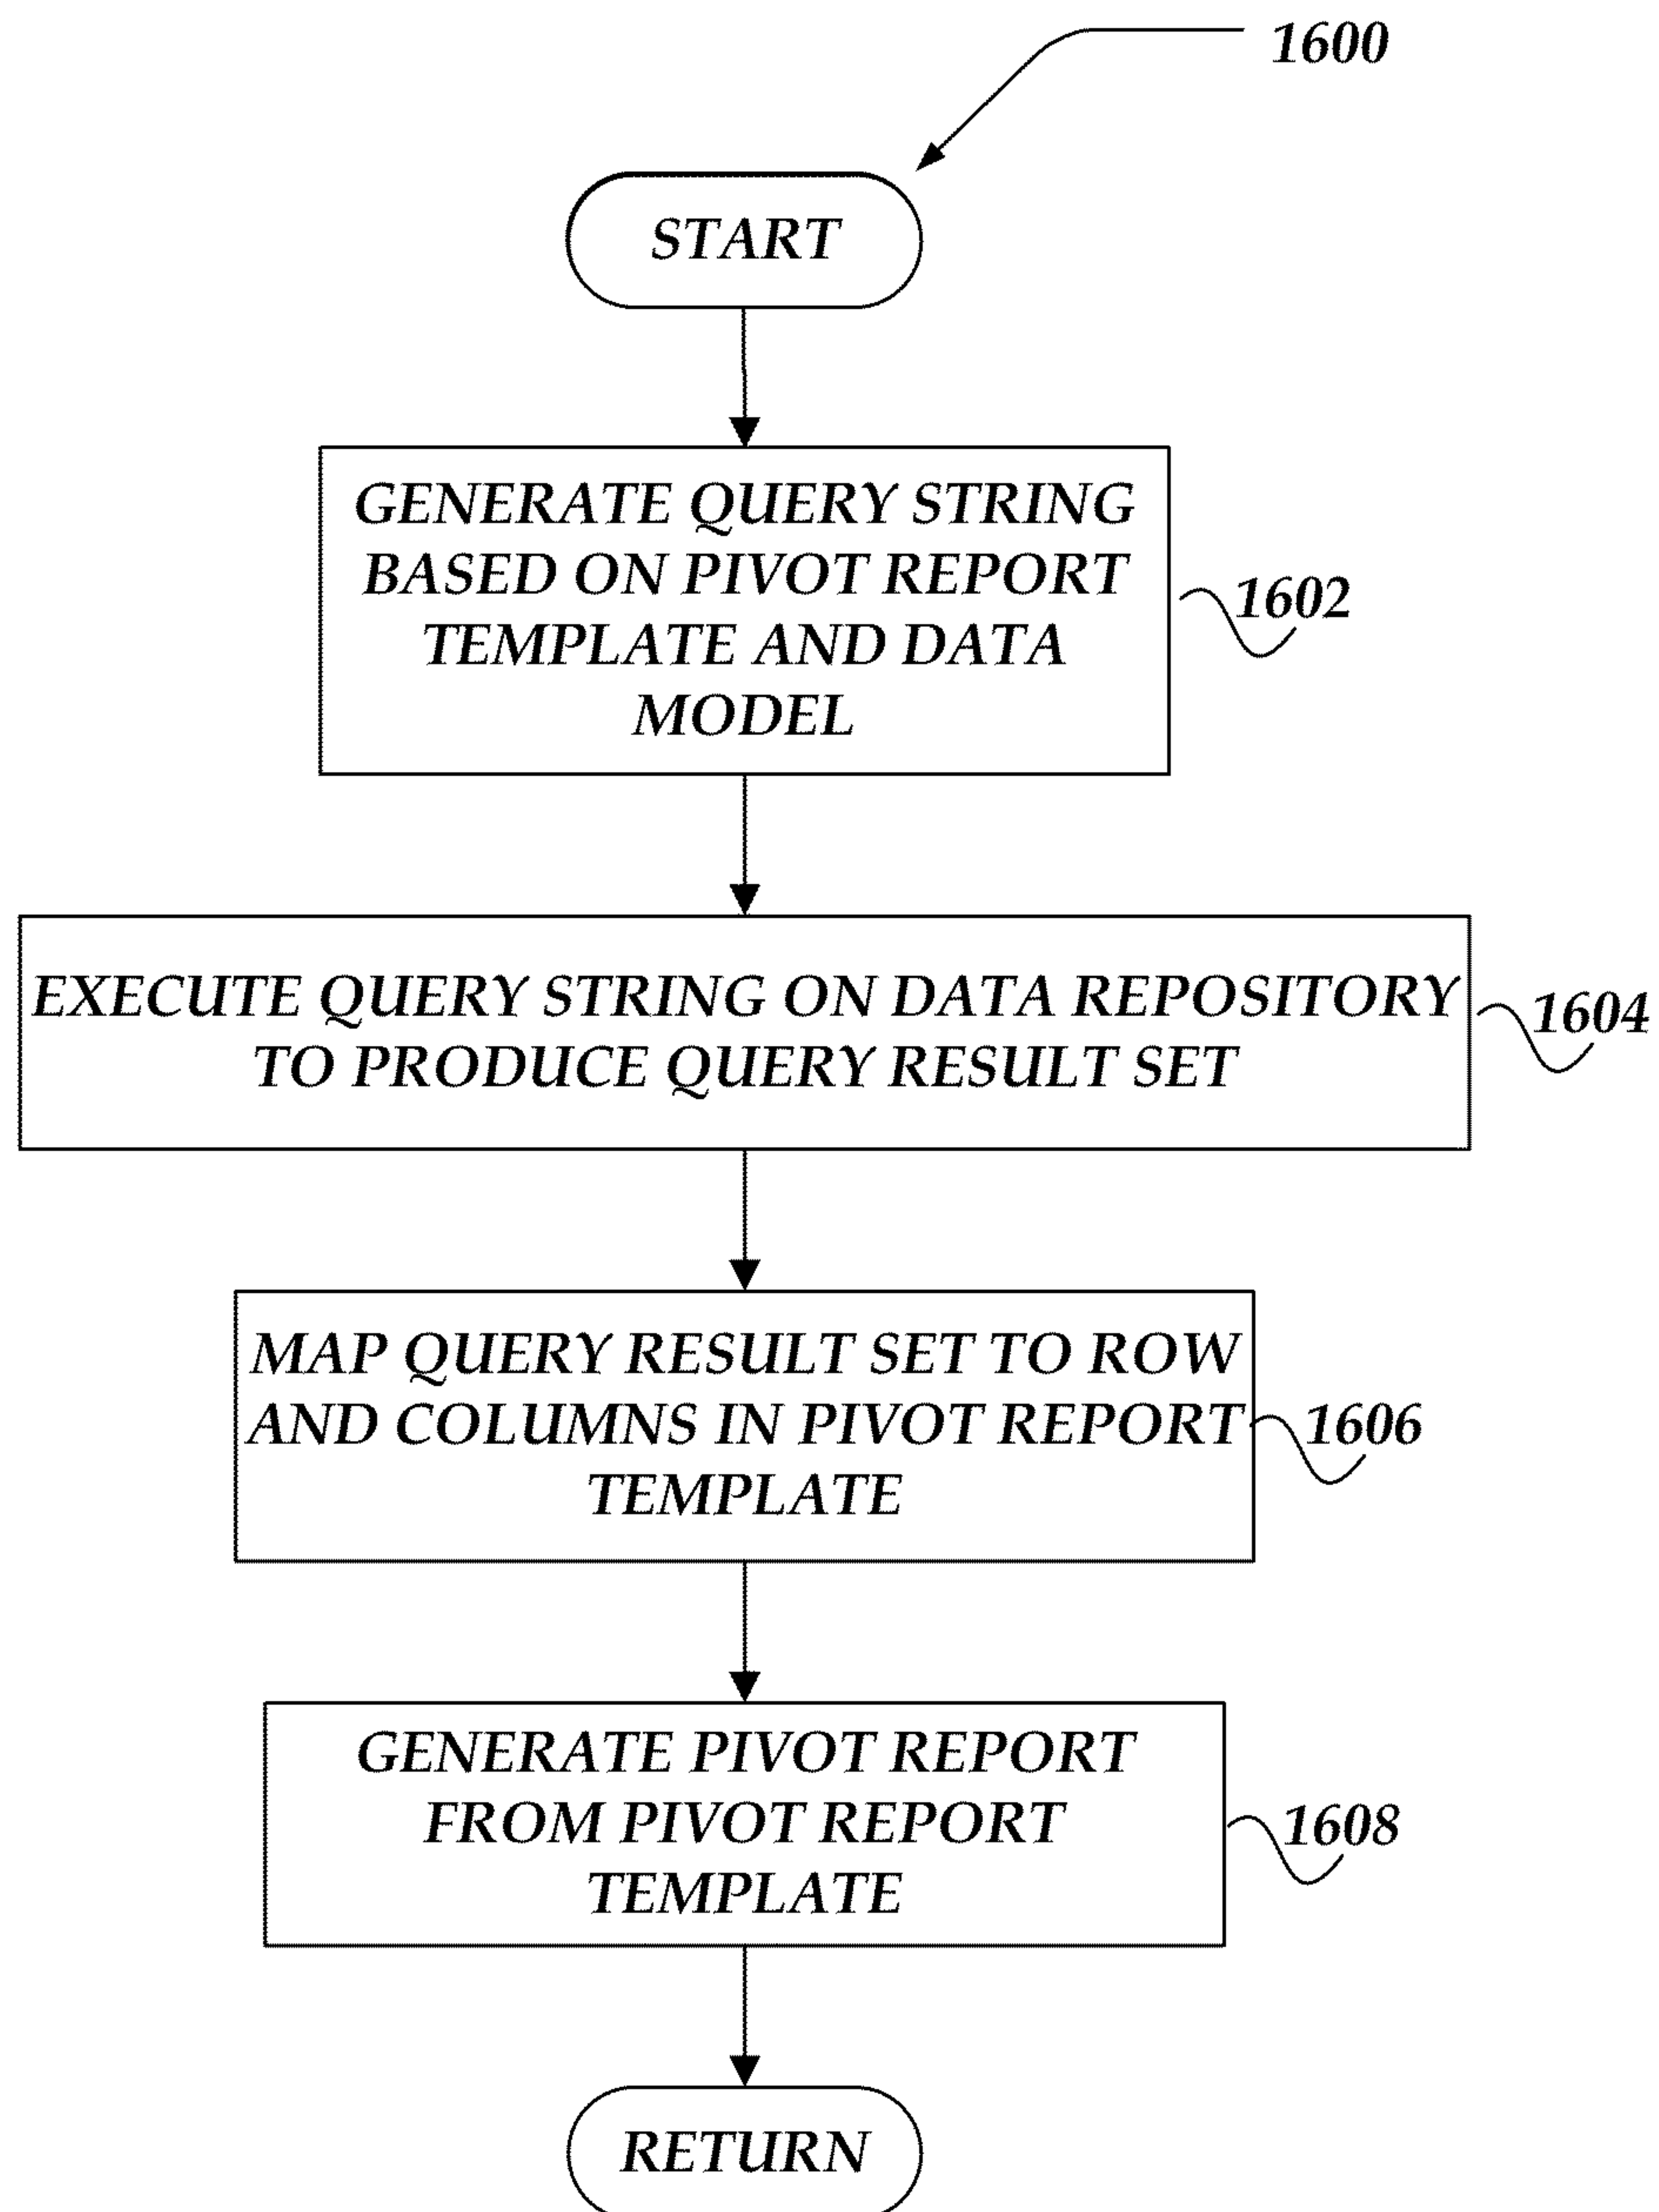 1600
START
GENERATE QUERY STRING
BASED ON PIVOT REPORT
TEMPLATE AND DATA
MODEL
1602
EXECUTE QUERY STRING ON DATA REPOSITORY
TO PRODUCE QUERY RESULT SET
1604
MAP QUERY RESULT SET TO ROW
AND COLUMNS IN PIVOT REPORT
TEMPLATE
1606
GENERATE PIVOT REPORT
FROM PIVOT REPORT
TEMPLATE
1608
RETURN